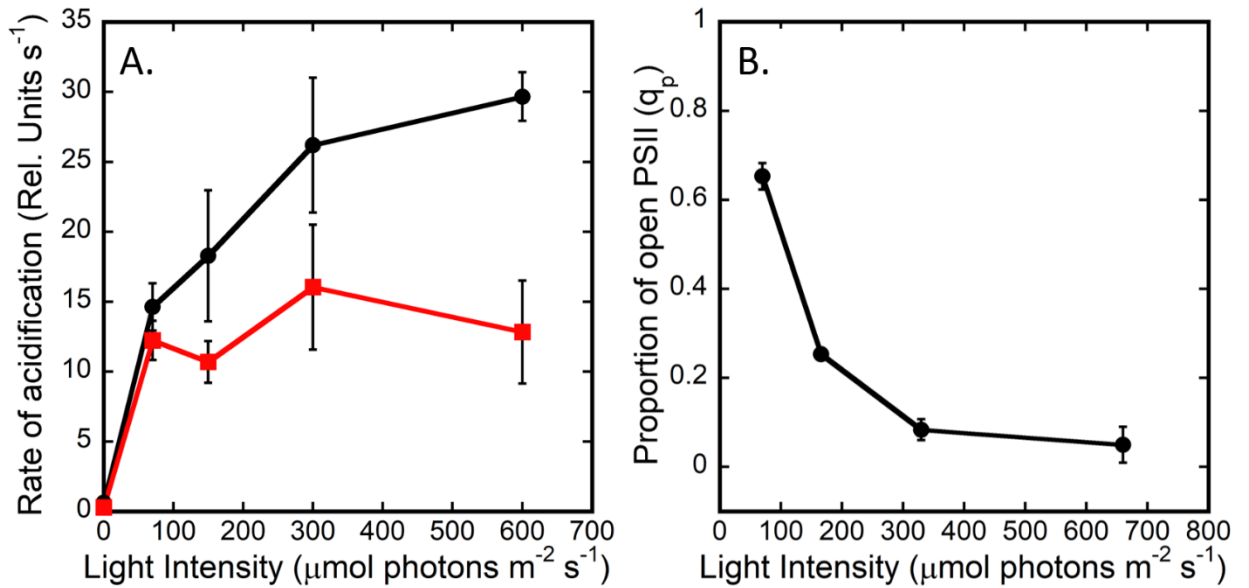 A.
Rate of acidification (Rel. Units s⁻¹)
35
30
25
20
15
10
5
0
0 100 200 300 400 500 600 700
Light Intensity (μmol photons m⁻² s⁻¹)
B.
Proportion of open PSII (qₚ)
1
0.8
0.6
0.4
0.2
0
0 100 200 300 400 500 600 700 800
Light Intensity (μmol photons m⁻² s⁻¹)